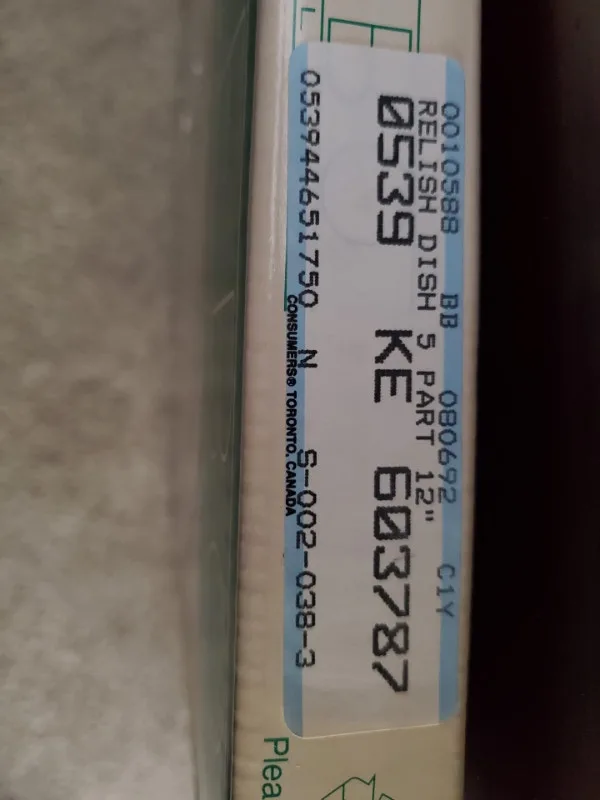 0010588 BB 080692 C1Y
RELISH DISH 5 PART 12"
0539 KE 603787
053944651750 N S-002-038-3
CONSUMERS® TORONTO, CANADA
L
Plea